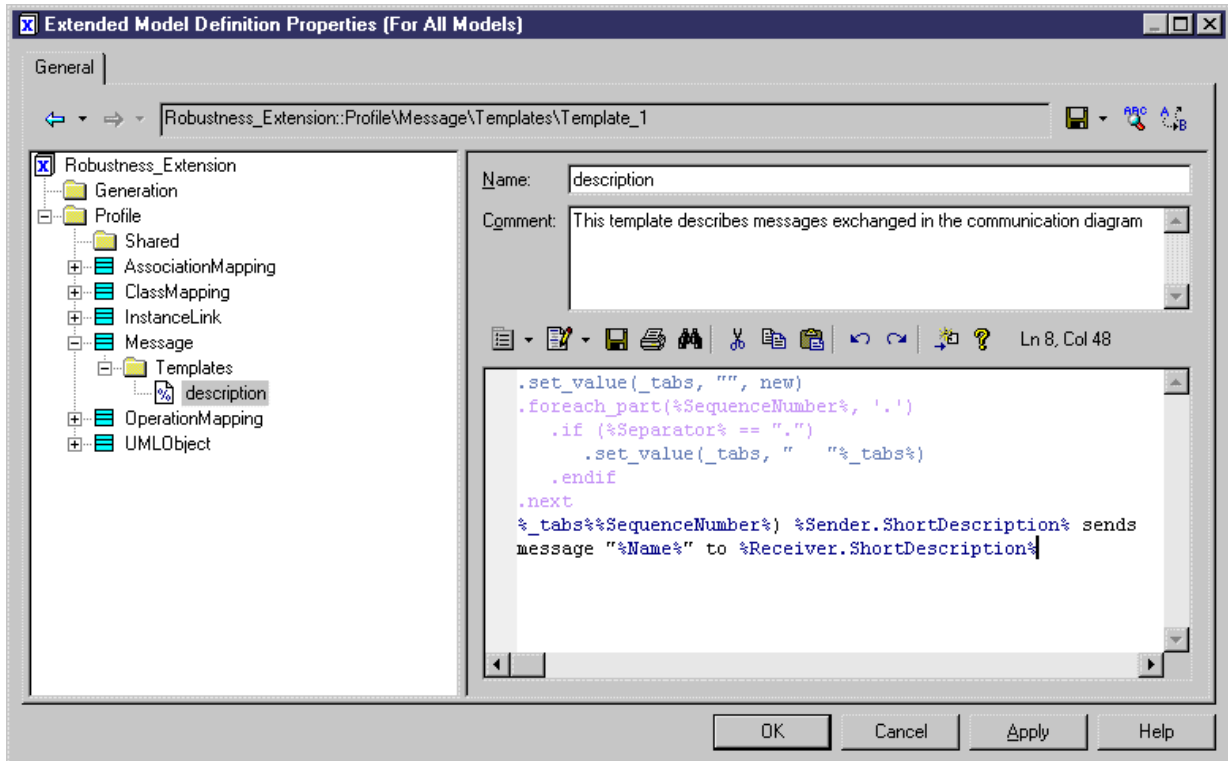 Extended Model Definition Properties (For All Models)
General
Robustness_Extension::Profile\Message\Templates\Template_1
ABC
A
B
Robustness_Extension
Generation
Profile
Shared
AssociationMapping
ClassMapping
InstanceLink
Message
Templates
description
OperationMapping
UMLObject
Name:
description
Comment:
This template describes messages exchanged in the communication diagram
Ln 8, Col 48
.set_value(_tabs, "", new)
.foreach_part(%SequenceNumber%, '.')
.if (%Separator% == ".")
.set_value(_tabs, "   "%_tabs%)
.endif
.next
%_tabs%%SequenceNumber%) %Sender.ShortDescription% sends
message "%Name%" to %Receiver.ShortDescription%
OK
Cancel
Apply
Help